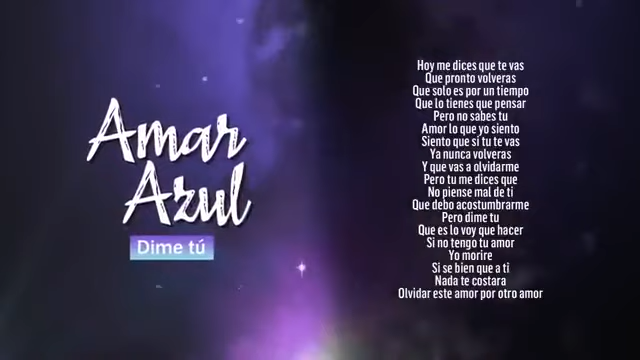 Amar
Azul
Dime tú
Hoy me dices que te vas
Que pronto volveras
Que solo es por un tiempo
Que lo tienes que pensar
Pero no sabes tu
Amor lo que yo siento
Siento que si tu te vas
Ya nunca volveras
Y que vas a olvidarme
Pero tu me dices que
No piense mal de ti
Que debo acostumbrarme
Pero dime tu
Que es lo voy que hacer
Si no tengo tu amor
Yo morire
Si se bien que a ti
Nada te costara
Olvidar este amor por otro amor